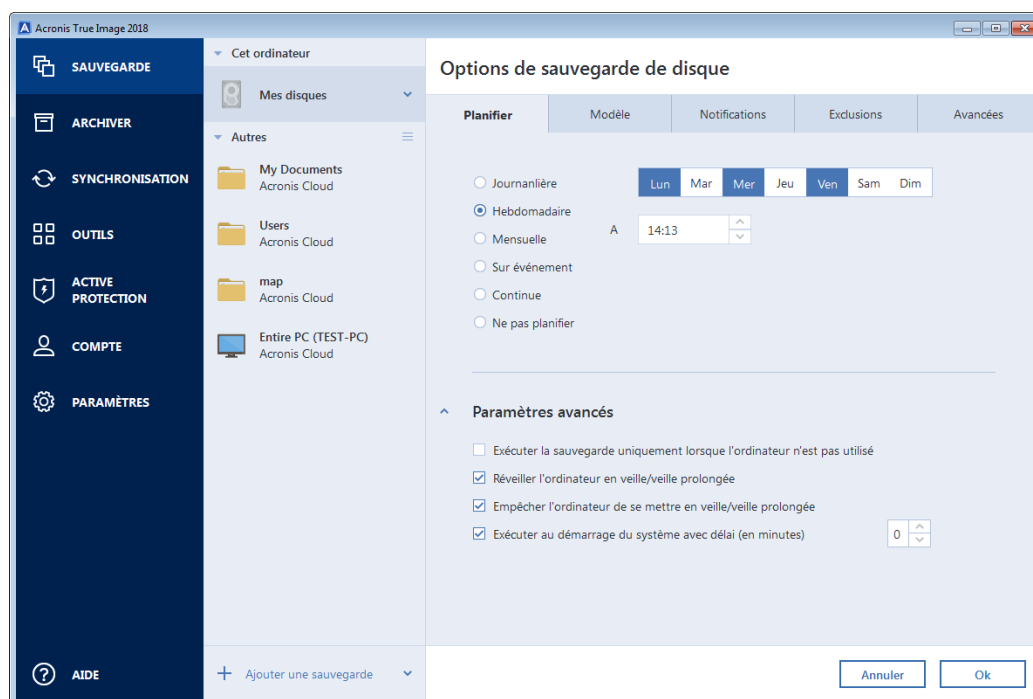 Acronis True Image 2018
SAUVEGARDE
ARCHIVER
SYNCHRONISATION
OUTILS
ACTIVE
PROTECTION
COMPTE
PARAMÈTRES
AIDE
Cet ordinateur
Mes disques
Autres
My Documents
Acronis Cloud
Users
Acronis Cloud
map
Acronis Cloud
Entire PC (TEST-PC)
Acronis Cloud
Ajouter une sauvegarde
Options de sauvegarde de disque
Planifier Modèle Notifications Exclusions Avancées
Journanlière
Hebdomadaire
Mensuelle
Sur événement
Continue
Ne pas planifier
Lun Mar Mer Jeu Ven Sam Dim
A 14:13
Paramètres avancés
Exécuter la sauvegarde uniquement lorsque l'ordinateur n'est pas utilisé
Réveiller l'ordinateur en veille/veille prolongée
Empêcher l'ordinateur de se mettre en veille/veille prolongée
Exécuter au démarrage du système avec délai (en minutes) 0
Annuler Ok